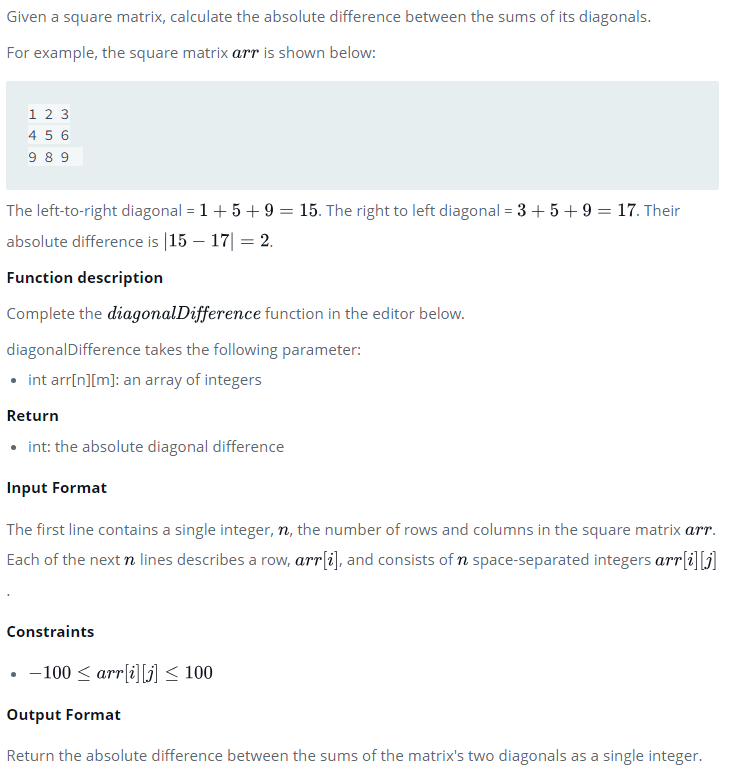 Given a square matrix, calculate the absolute difference between the sums of its diagonals.
For example, the square matrix arr is shown below:
1 2 3
4 5 6
9 8 9
The left-to-right diagonal = 1 + 5 + 9 = 15. The right to left diagonal = 3 + 5 + 9 = 17. Their
absolute difference is |15 − 17| = 2.
Function description
Complete the diagonalDifference function in the editor below.
diagonalDifference takes the following parameter:
• int arr[n][m]: an array of integers
Return
• int: the absolute diagonal difference
Input Format
The first line contains a single integer, n, the number of rows and columns in the square matrix arr.
Each of the next n lines describes a row, arr[i], and consists of n space-separated integers arr[i][j]
.
Constraints
• −100 ≤ arr[i][j] ≤ 100
Output Format
Return the absolute difference between the sums of the matrix's two diagonals as a single integer.